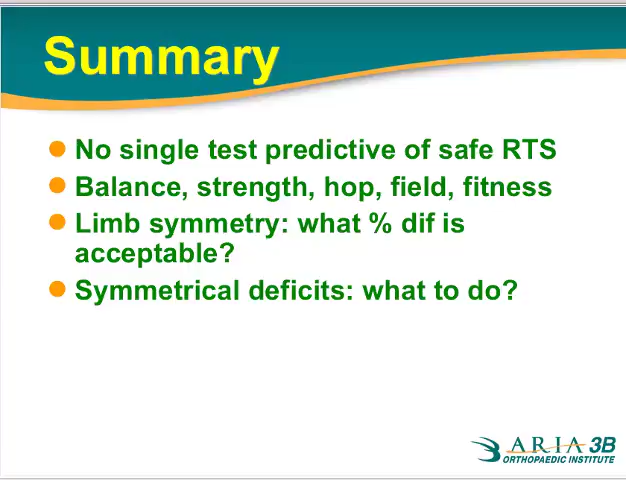 Summary
No single test predictive of safe RTS
Balance, strength, hop, field, fitness
Limb symmetry: what % dif is
acceptable?
Symmetrical deficits: what to do?
ARIA 3B
ORTHOPAEDIC INSTITUTE